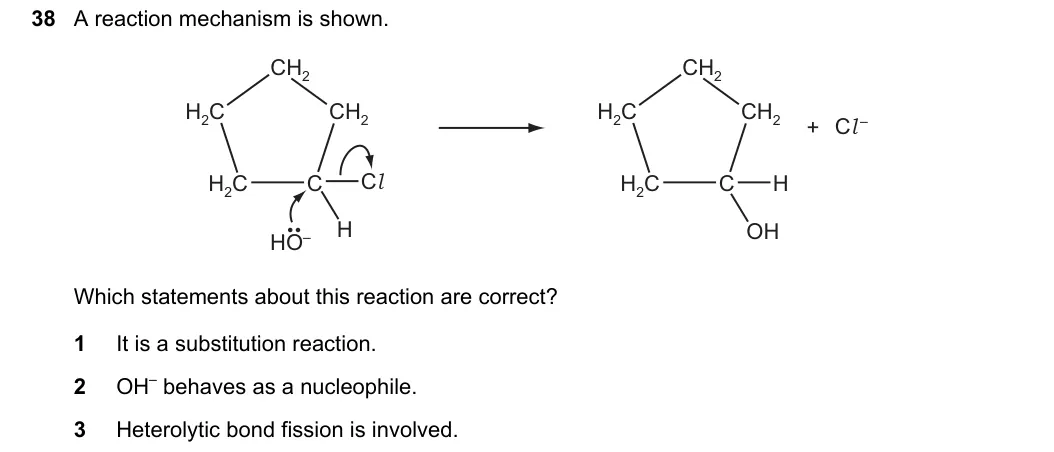 38 A reaction mechanism is shown.
CH₂ CH₂
H₂C CH₂ H₂C CH₂ + Cl⁻
H₂C C Cl H₂C C H
HÖ⁻ H OH
Which statements about this reaction are correct?
1 It is a substitution reaction.
2 OH⁻ behaves as a nucleophile.
3 Heterolytic bond fission is involved.